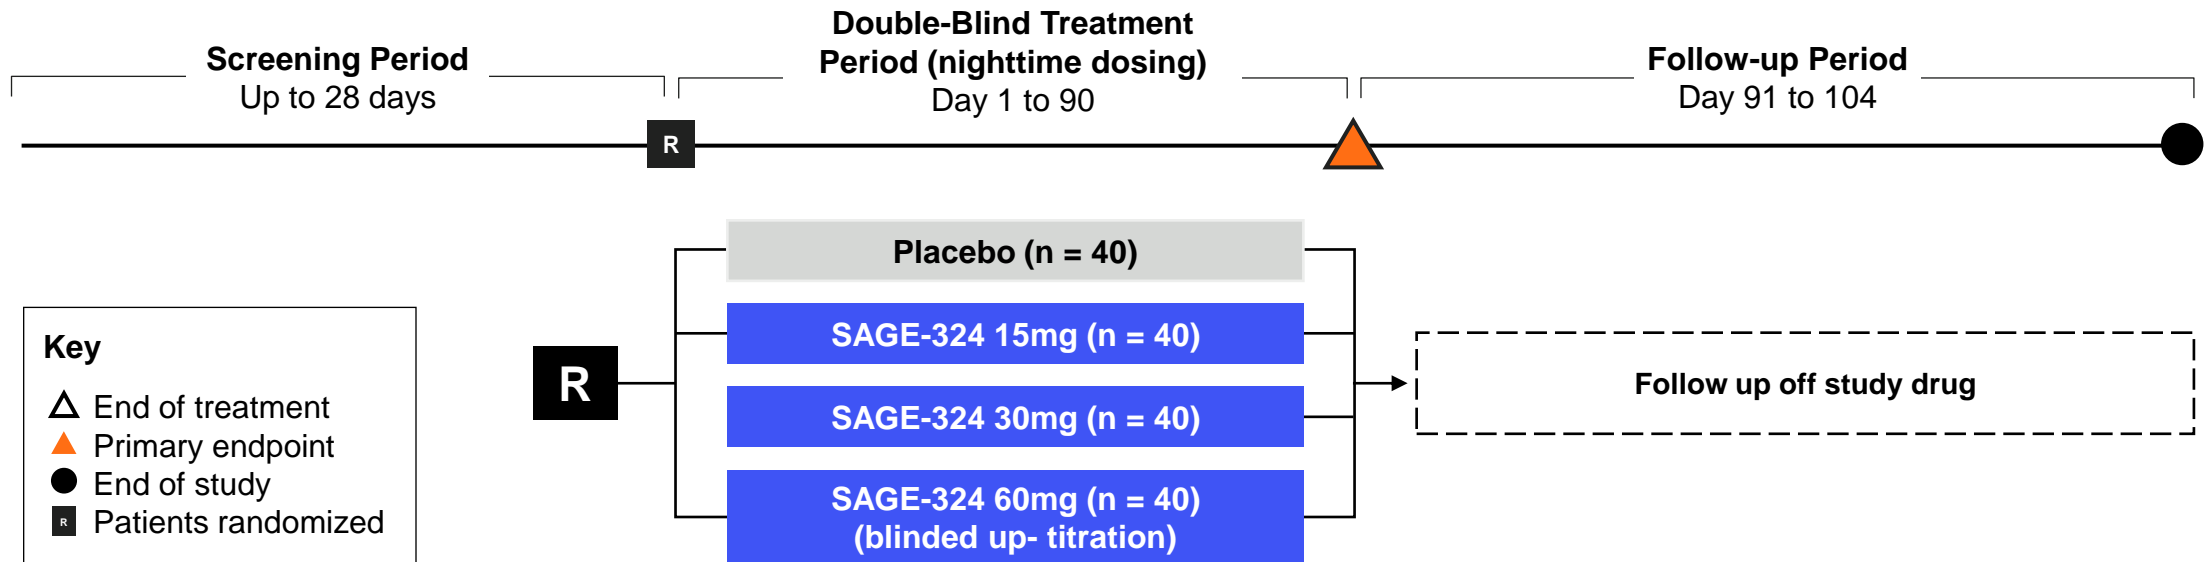 Screening Period
Up to 28 days
Double-Blind Treatment
Period (nighttime dosing)
Day 1 to 90
Follow-up Period
Day 91 to 104
R
Placebo (n = 40)
SAGE-324 15mg (n = 40)
R
SAGE-324 30mg (n = 40)
SAGE-324 60mg (n = 40)
(blinded up- titration)
Follow up off study drug
Key
End of treatment
Primary endpoint
End of study
R Patients randomized